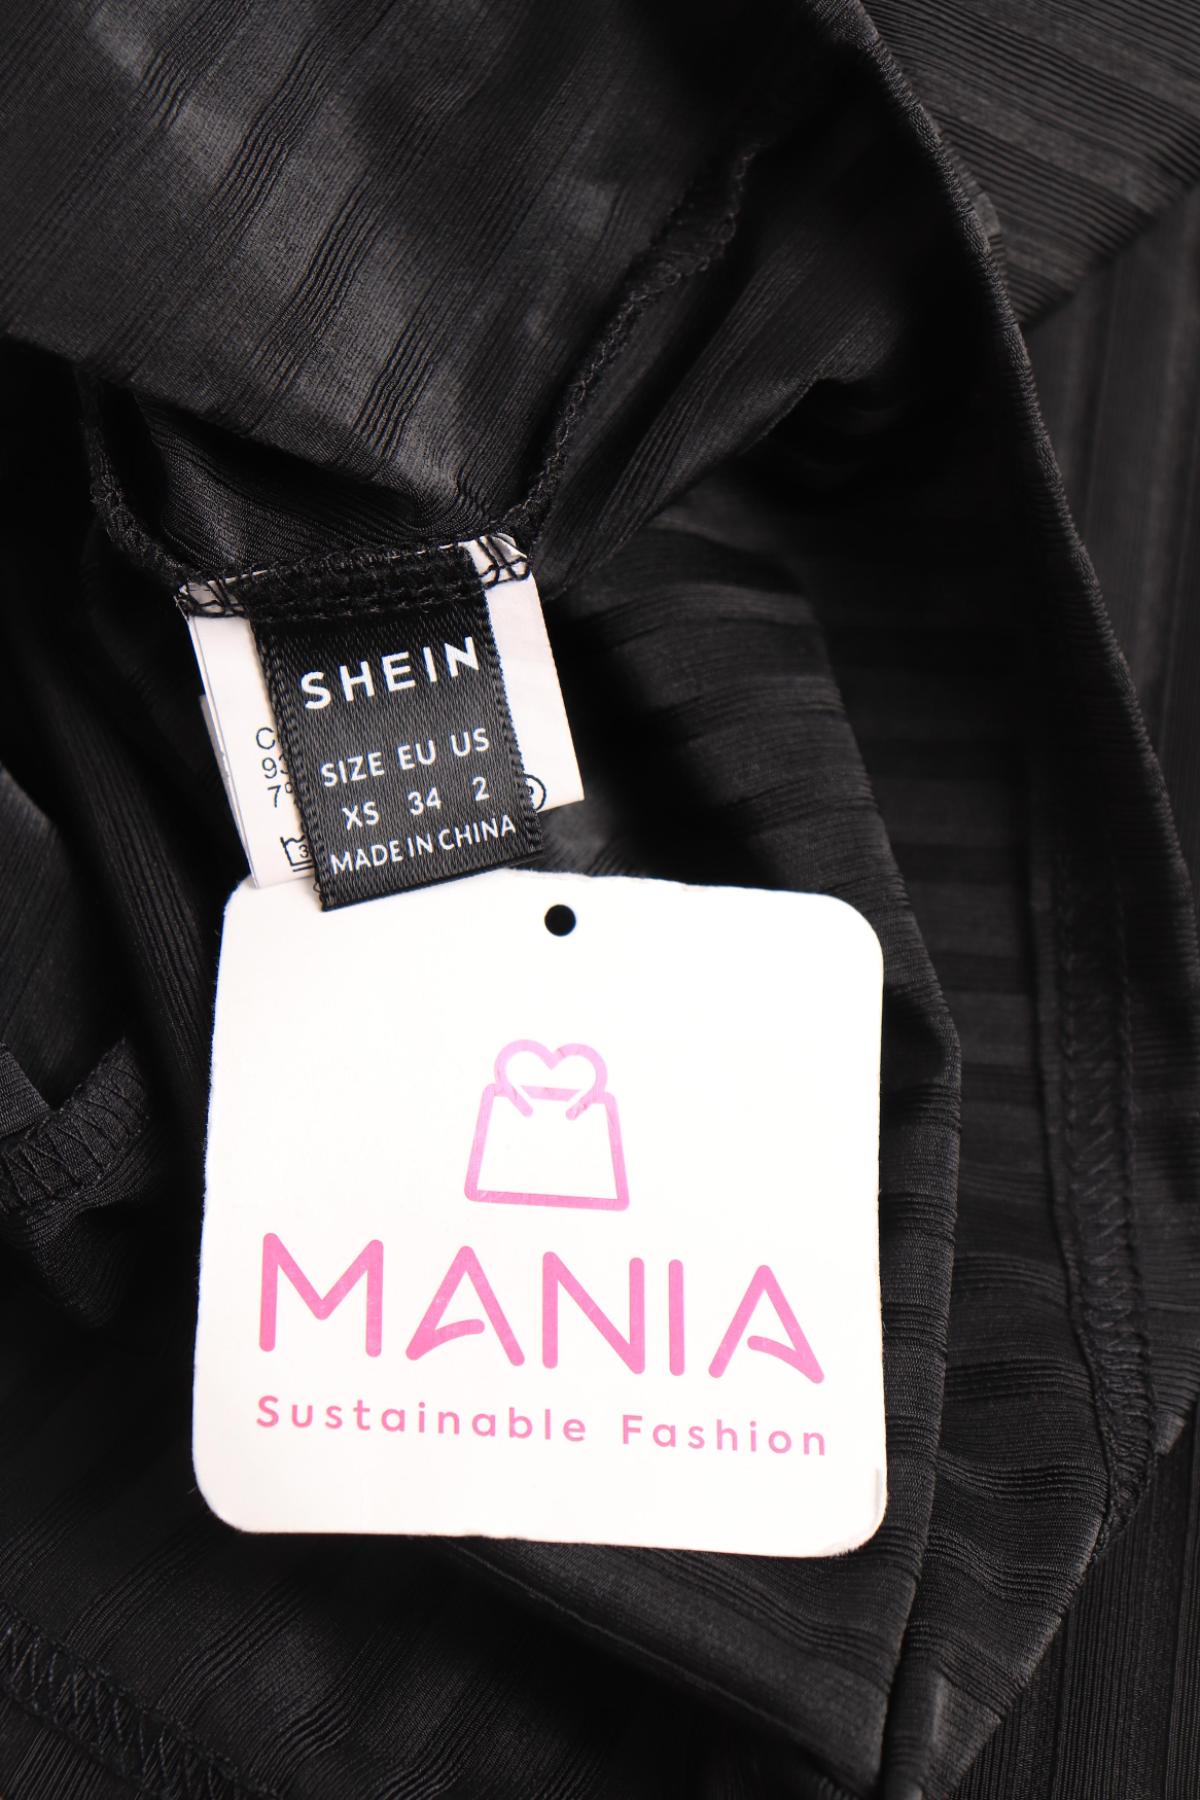 SHEIN
SIZE EU US
XS 34 2
MADE IN CHINA
MANIA
Sustainable Fashion